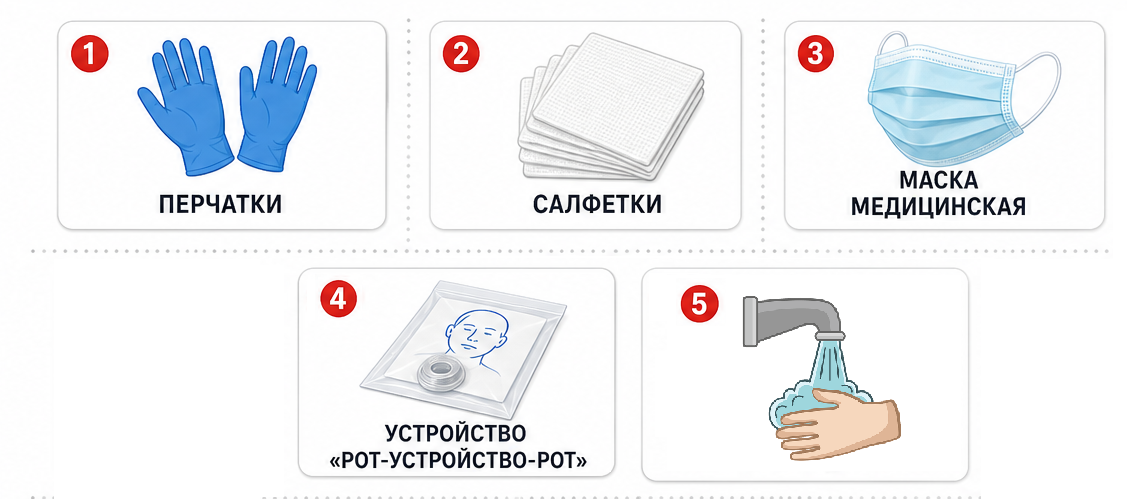 1
ПЕРЧАТКИ
2
САЛФЕТКИ
3
МАСКА
МЕДИЦИНСКАЯ
4
УСТРОЙСТВО
«РОТ-УСТРОЙСТВО-РОТ»
5